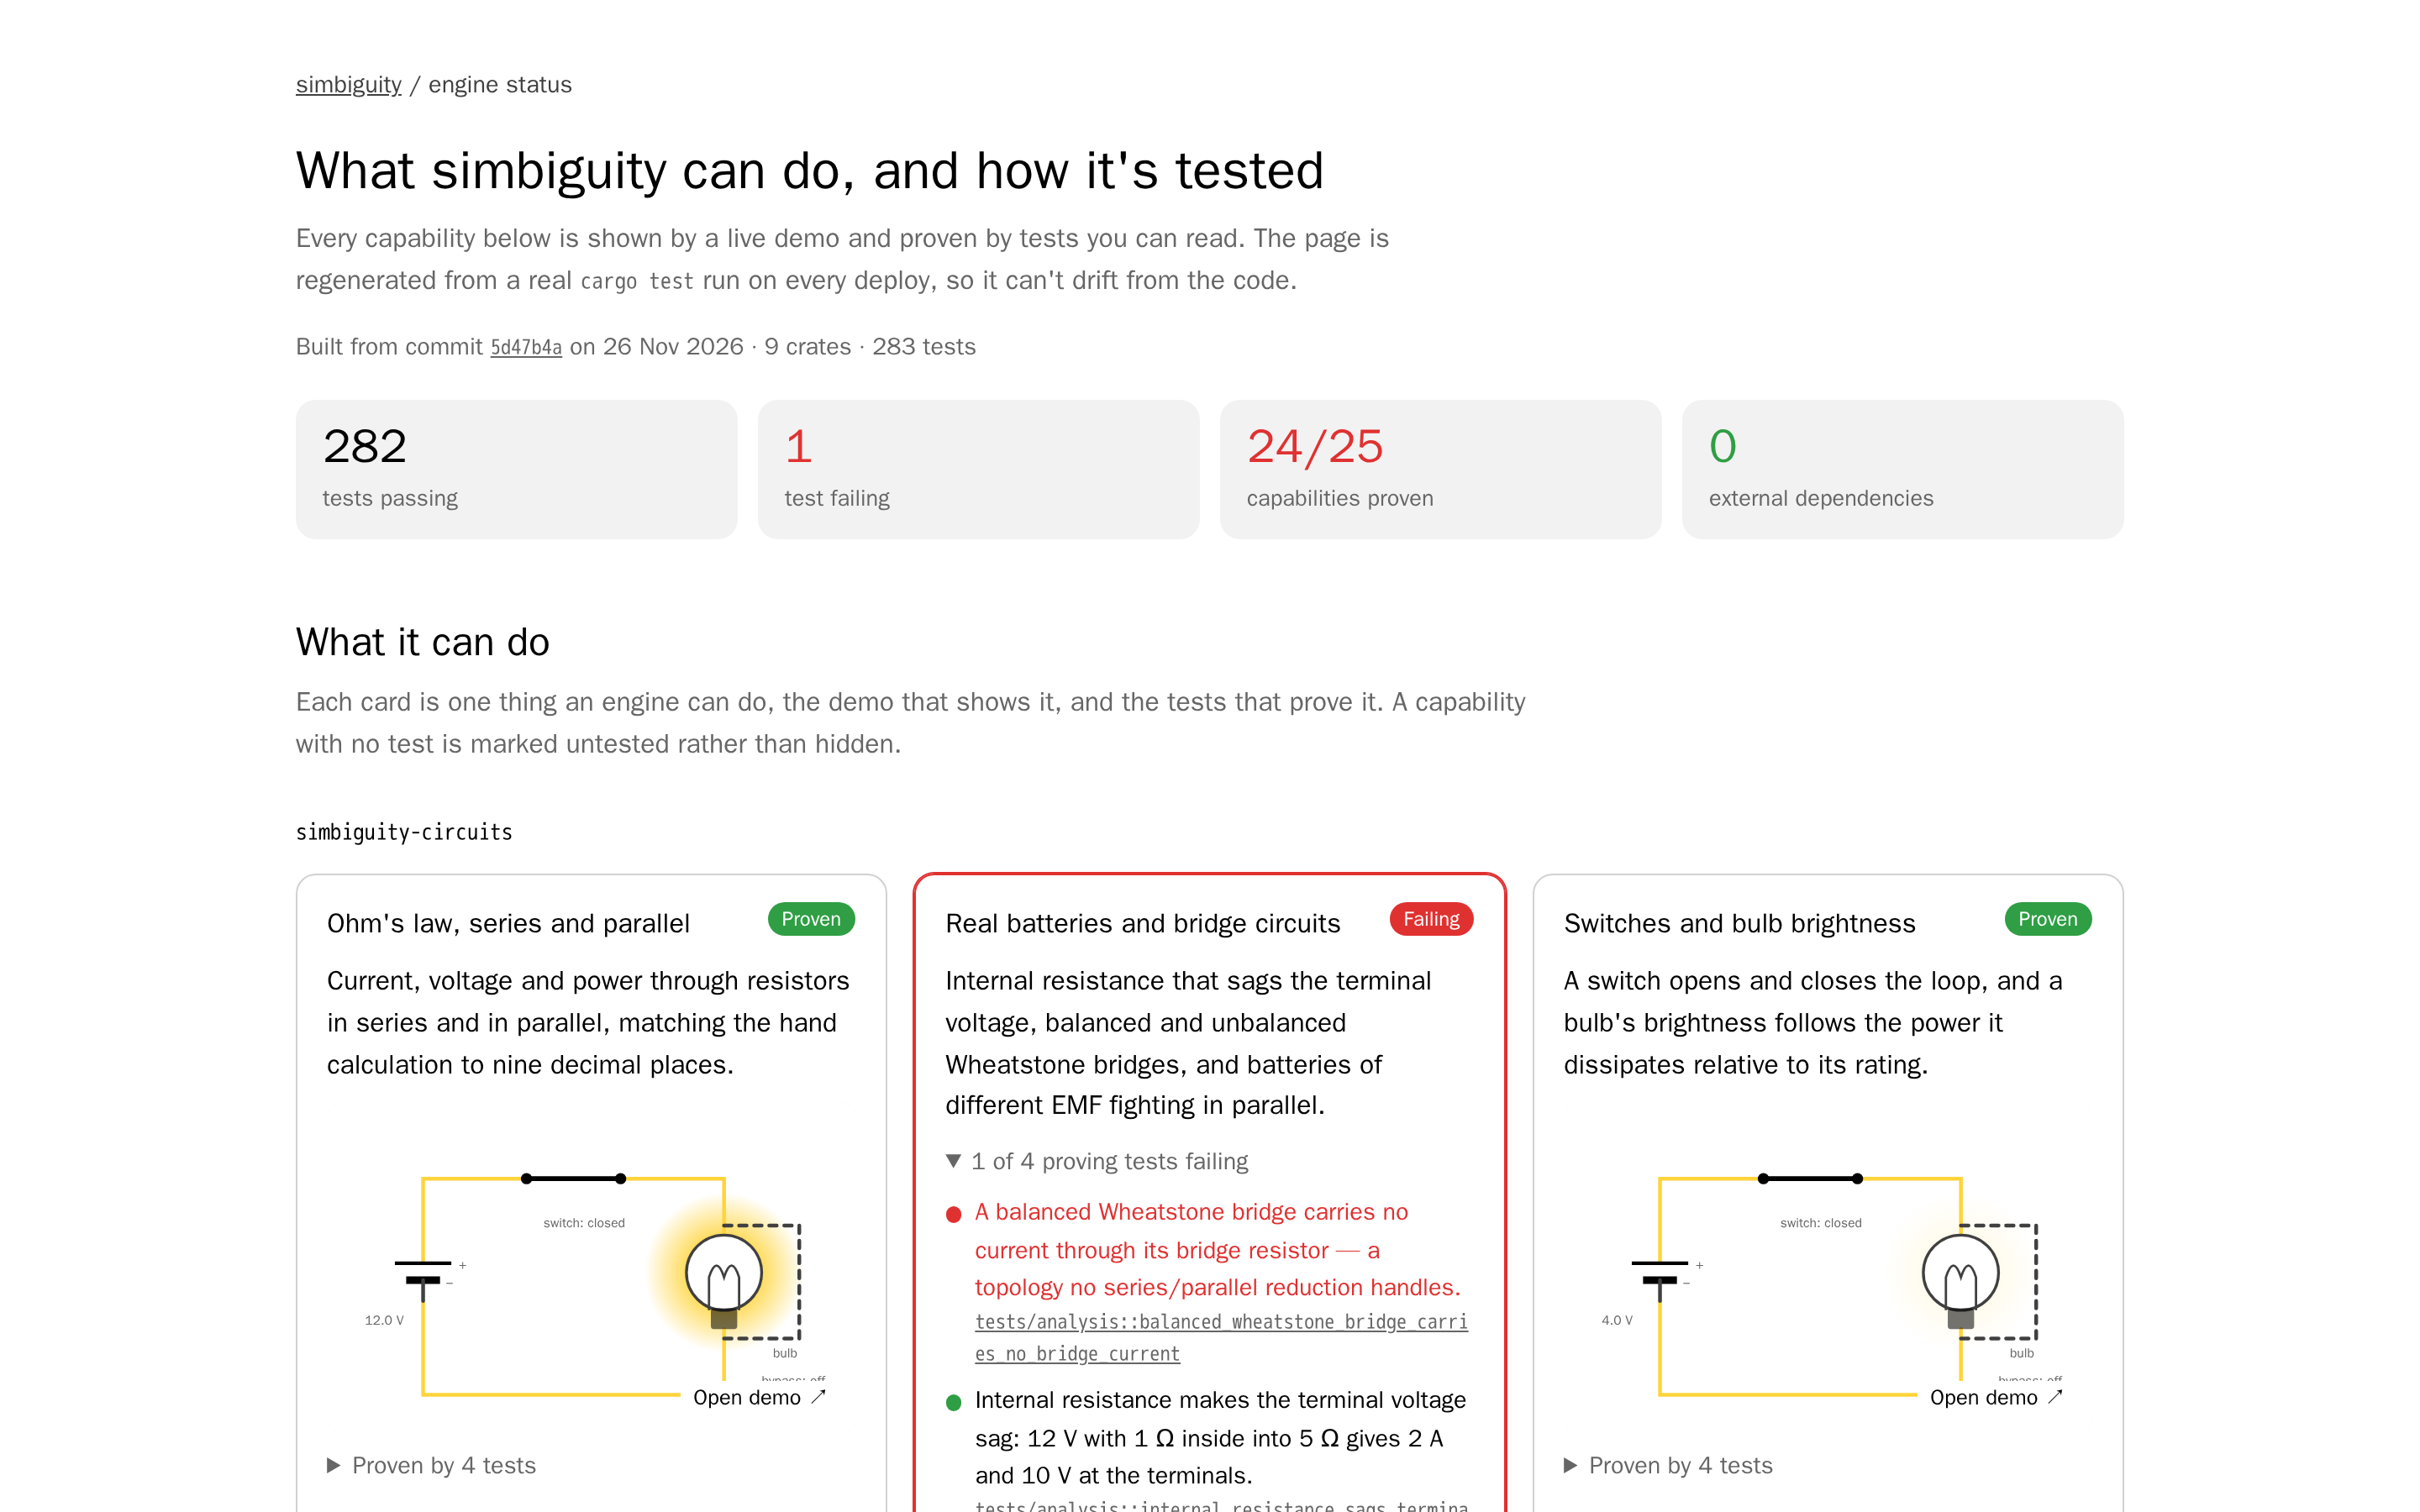 simbiguity / engine status
What simbiguity can do, and how it's tested
Every capability below is shown by a live demo and proven by tests you can read. The page is
regenerated from a real cargo test run on every deploy, so it can't drift from the code.
Built from commit 5d47b4a on 26 Nov 2026 · 9 crates · 283 tests
282
tests passing
1
test failing
24/25
capabilities proven
0
external dependencies
What it can do
Each card is one thing an engine can do, the demo that shows it, and the tests that prove it. A capability
with no test is marked untested rather than hidden.
simbiguity-circuits
Ohm's law, series and parallel
Proven
Current, voltage and power through resistors
in series and in parallel, matching the hand
calculation to nine decimal places.
switch: closed
+
−
12.0 V
bulb
bypass: off
Open demo ↗
▶ Proven by 4 tests
Real batteries and bridge circuits
Failing
Internal resistance that sags the terminal
voltage, balanced and unbalanced
Wheatstone bridges, and batteries of
different EMF fighting in parallel.
▼ 1 of 4 proving tests failing
A balanced Wheatstone bridge carries no
current through its bridge resistor — a
topology no series/parallel reduction handles.
tests/analysis::balanced_wheatstone_bridge_carri
es_no_bridge_current
Internal resistance makes the terminal voltage
sag: 12 V with 1 Ω inside into 5 Ω gives 2 A
and 10 V at the terminals.
tests/analysis::internal_resistance_sags_termina
Switches and bulb brightness
Proven
A switch opens and closes the loop, and a
bulb's brightness follows the power it
dissipates relative to its rating.
switch: closed
+
−
4.0 V
bulb
bypass: off
Open demo ↗
▶ Proven by 4 tests